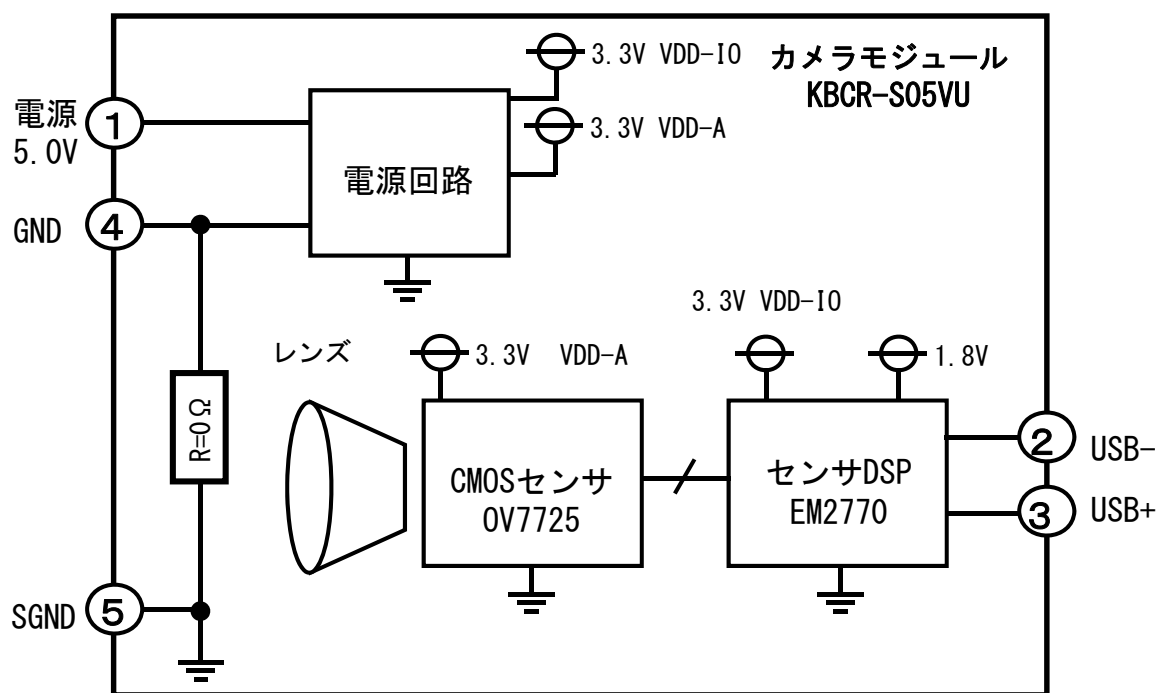 3.3V VDD-IO
カメラモジュール
KBCR-S05VU
電源
5.0V
1
3.3V VDD-A
電源回路
GND
4
3.3V VDD-IO
レンズ
3.3V VDD-A
1.8V
R=0Ω
CMOSセンサ
OV7725
センサDSP
EM2770
2
USB-
3
USB+
SGND
5